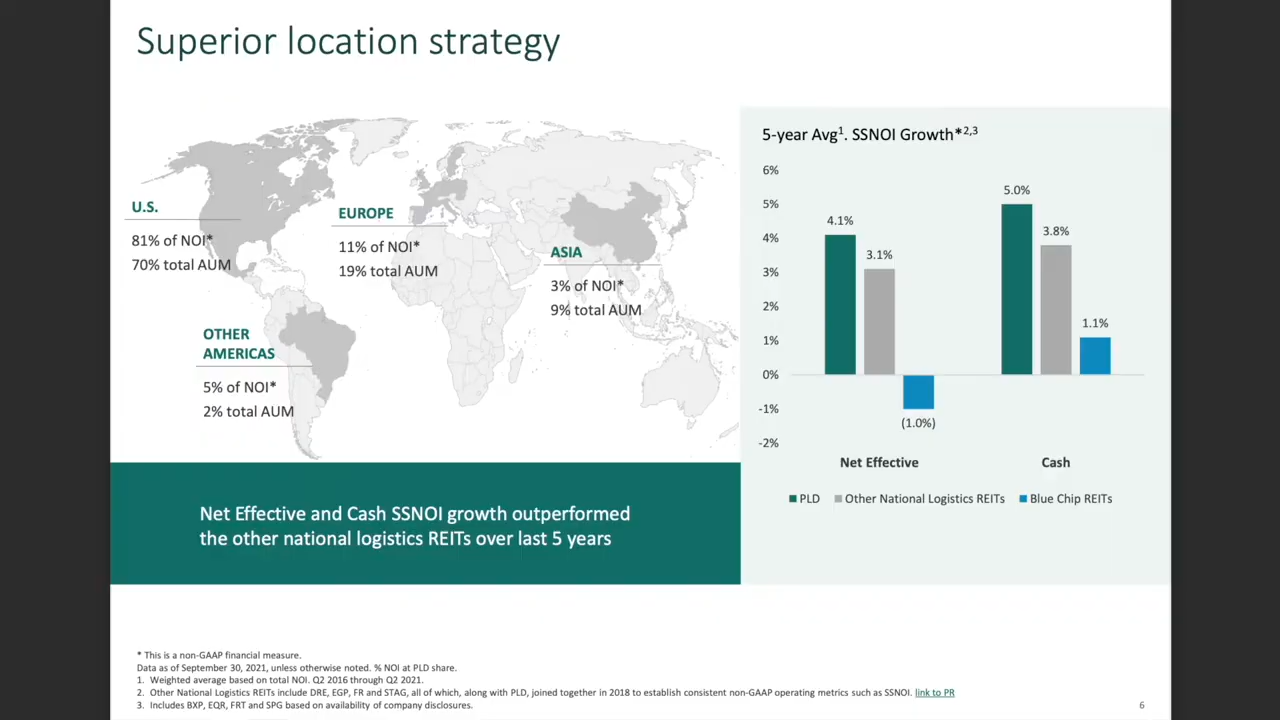 Superior location strategy
U.S.
81% of NOI*
70% total AUM
EUROPE
11% of NOI*
19% total AUM
ASIA
3% of NOI*
9% total AUM
OTHER
AMERICAS
5% of NOI*
2% total AUM
Net Effective and Cash SSNOI growth outperformed
the other national logistics REITs over last 5 years
5-year Avg1. SSNOI Growth*2,3
6%
5%
4%
3%
2%
1%
0%
-1%
-2%
4.1%
3.1%
(1.0%)
5.0%
3.8%
1.1%
Net Effective
Cash
PLD
Other National Logistics REITs
Blue Chip REITs
* This is a non-GAAP financial measure.
Data as of September 30, 2021, unless otherwise noted. % NOI at PLD share.
1. Weighted average based on total NOI. Q2 2016 through Q2 2021.
2. Other National Logistics REITs include DRE, EGP, FR and STAG, all of which, along with PLD, joined together in 2018 to establish consistent non-GAAP operating metrics such as SSNOI. link to PR
3. Includes BXP, EQR, FRT and SPG based on availability of company disclosures.
6